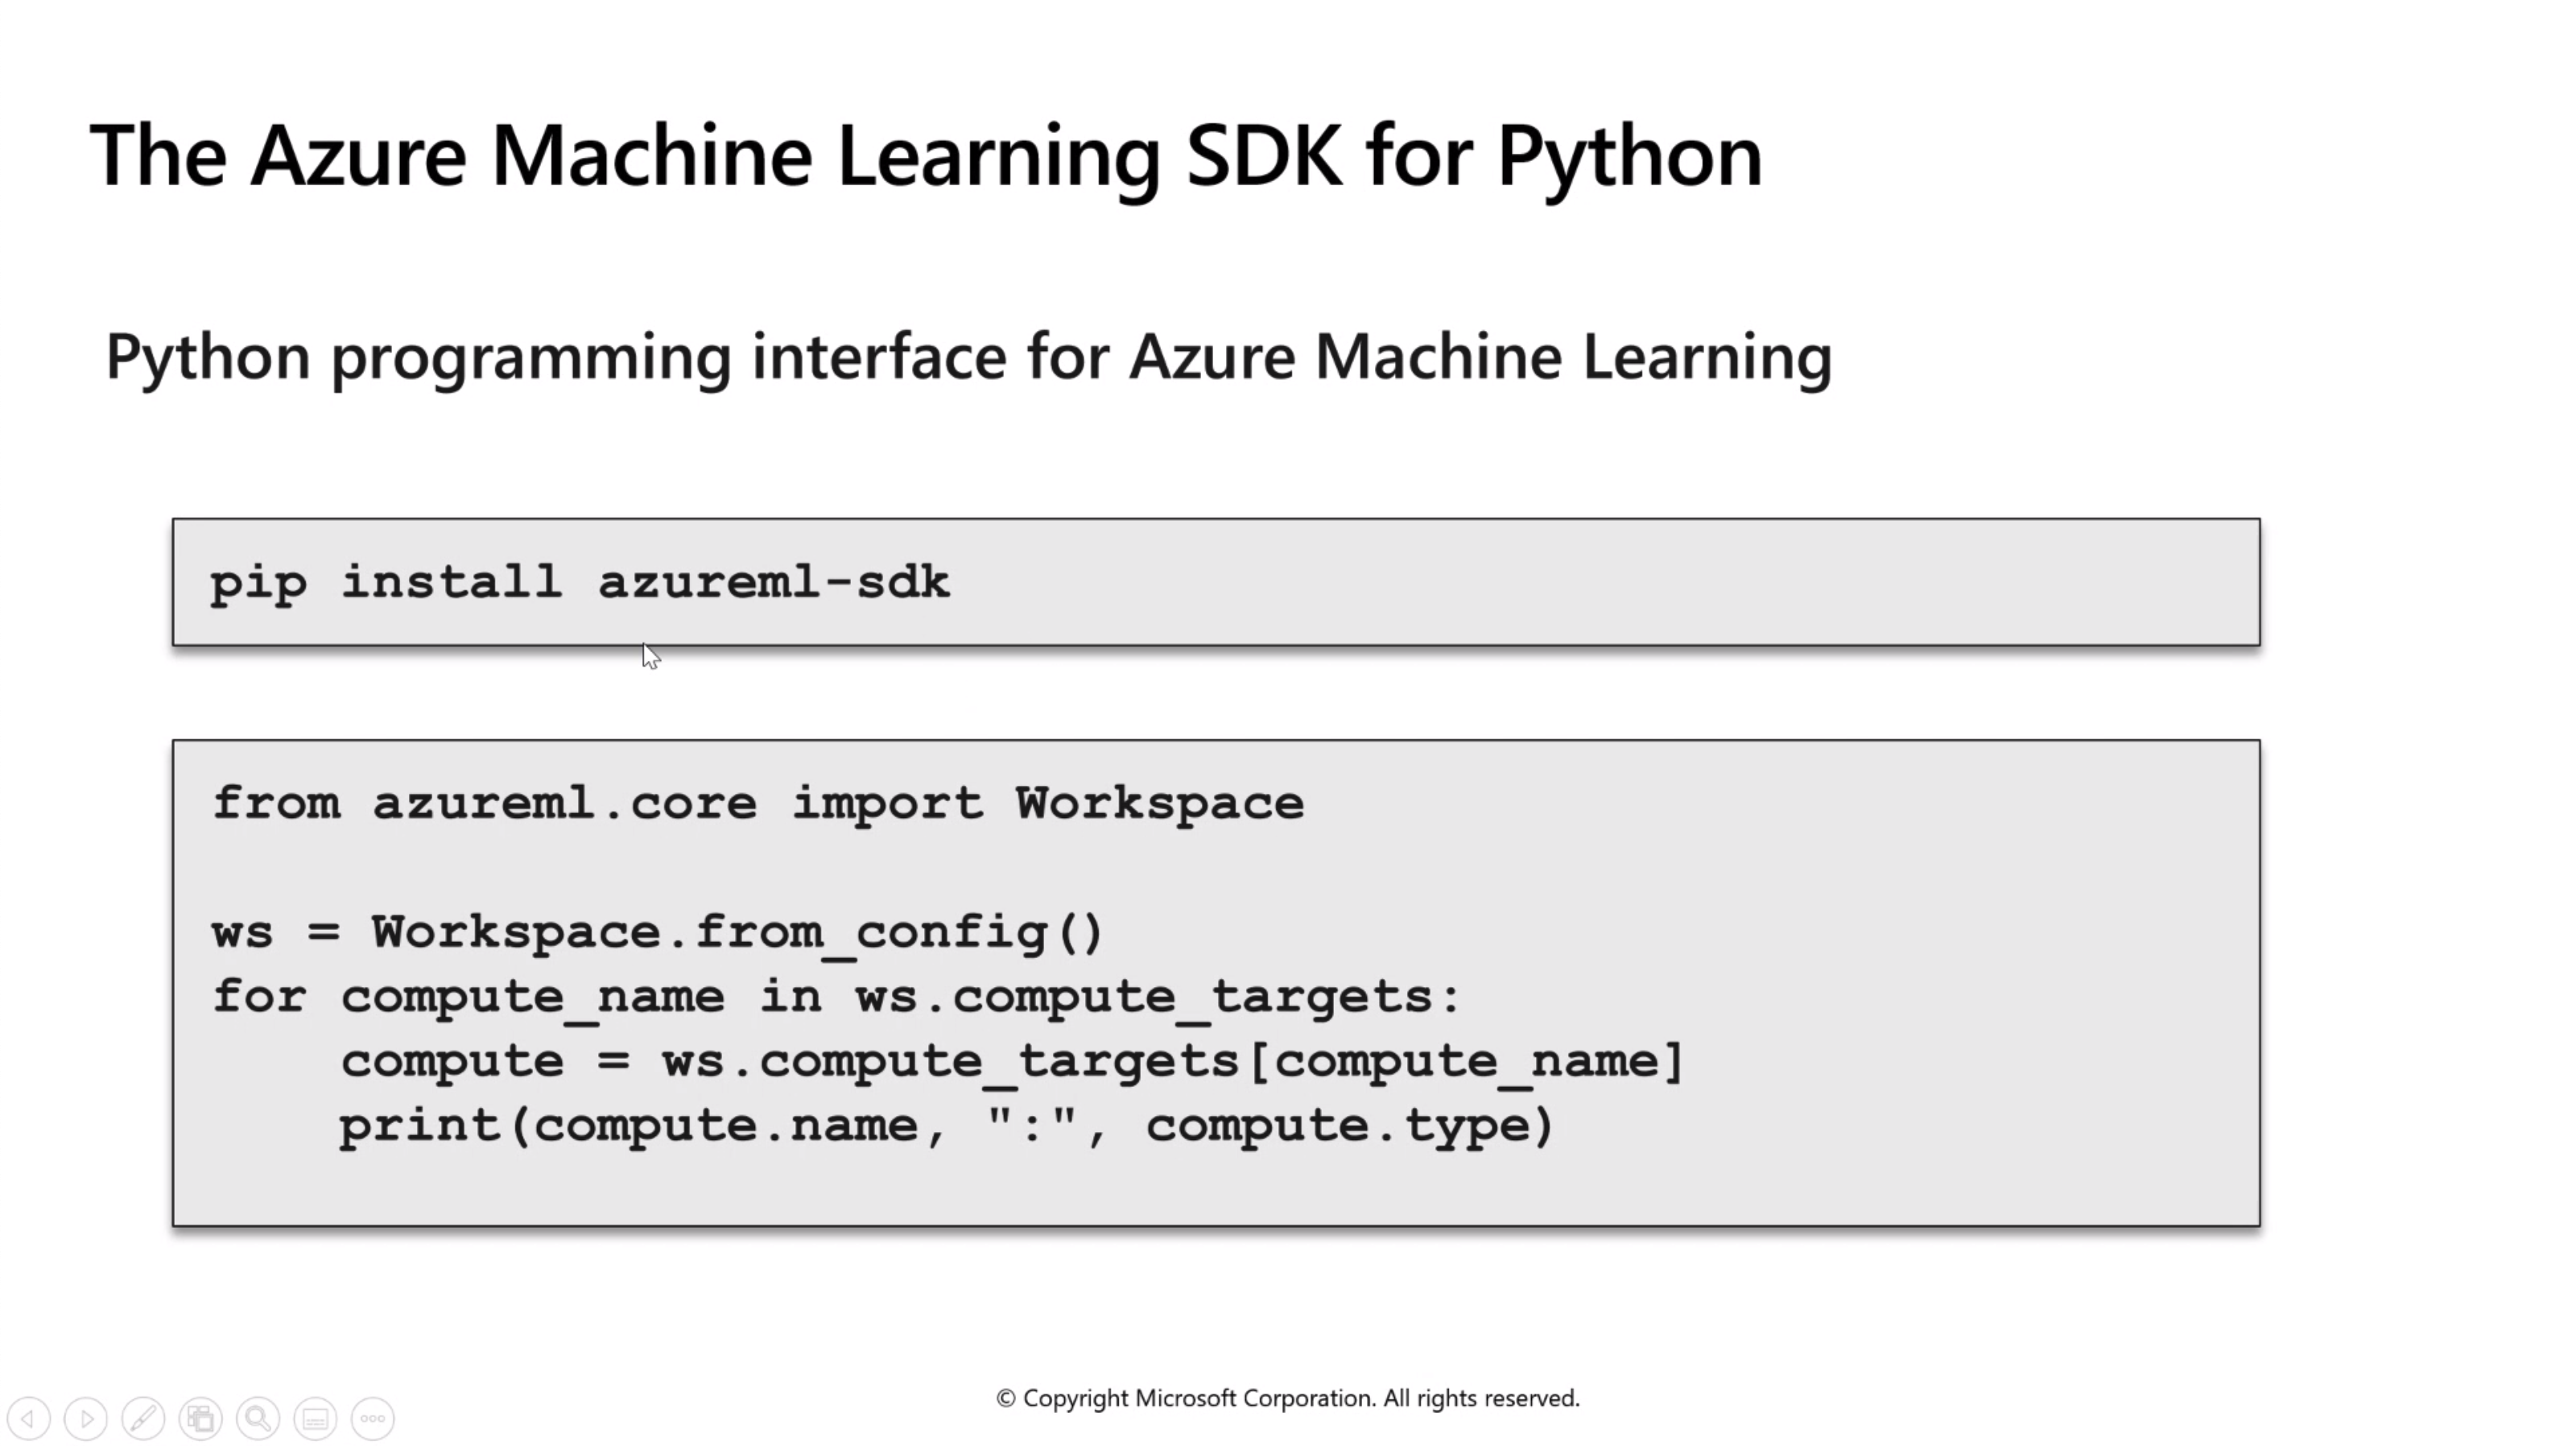 The Azure Machine Learning SDK for Python
Python programming interface for Azure Machine Learning
pip install azureml-sdk
from azureml.core import Workspace
ws = Workspace.from_config()
for compute_name in ws.compute_targets:
    compute = ws.compute_targets[compute_name]
    print(compute.name, ":", compute.type)
© Copyright Microsoft Corporation. All rights reserved.